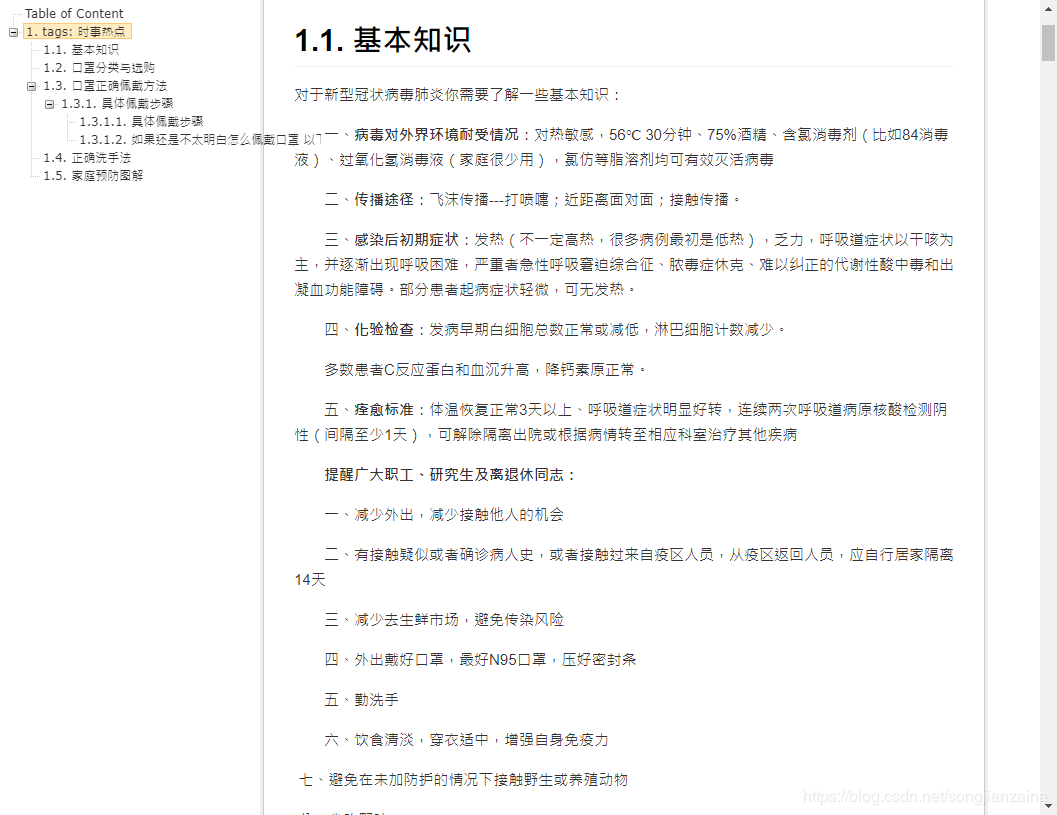 Table of Content
1. tags: 时事热点
1.1. 基本知识
1.2. 口罩分类与选购
1.3. 口罩正确佩戴方法
1.3.1. 具体佩戴步骤
1.3.1.1. 具体佩戴步骤
1.3.1.2. 如果还是不太明白怎么佩戴口罩 以
1.4. 正确洗手法
1.5. 家庭预防图解
1.1. 基本知识
对于新型冠状病毒肺炎你需要了解一些基本知识：
一、病毒对外界环境耐受情况：对热敏感，56℃ 30分钟、75%酒精、含氯消毒剂（比如84消毒
液）、过氧化氢消毒液（家庭很少用），氯仿等脂溶剂均可有效灭活病毒
二、传播途径：飞沫传播---打喷嚏；近距离面对面；接触传播。
三、感染后初期症状：发热（不一定高热，很多病例最初是低热），乏力，呼吸道症状以干咳为
主，并逐渐出现呼吸困难，严重者急性呼吸窘迫综合征、脓毒症休克、难以纠正的代谢性酸中毒和出
凝血功能障碍。部分患者起病症状轻微，可无发热。
四、化验检查：发病早期白细胞总数正常或减低，淋巴细胞计数减少。
多数患者C反应蛋白和血沉升高，降钙素原正常。
五、痊愈标准：体温恢复正常3天以上、呼吸道症状明显好转，连续两次呼吸道病原核酸检测阴
性（间隔至少1天），可解除隔离出院或根据病情转至相应科室治疗其他疾病
提醒广大职工、研究生及离退休同志：
一、减少外出，减少接触他人的机会
二、有接触疑似或者确诊病人史，或者接触过来自疫区人员，从疫区返回人员，应自行居家隔离
14天
三、减少去生鲜市场，避免传染风险
四、外出戴好口罩，最好N95口罩，压好密封条
五、勤洗手
六、饮食清淡，穿衣适中，增强自身免疫力
七、避免在未加防护的情况下接触野生或养殖动物
https://blog.csdn.net/songjianzaina